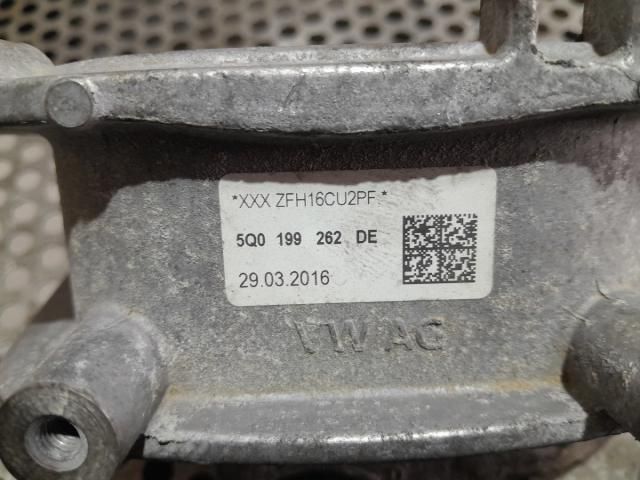 *XXX ZFH16CU2PF *
5Q0 199 262 DE
29.03.2016
VW AG